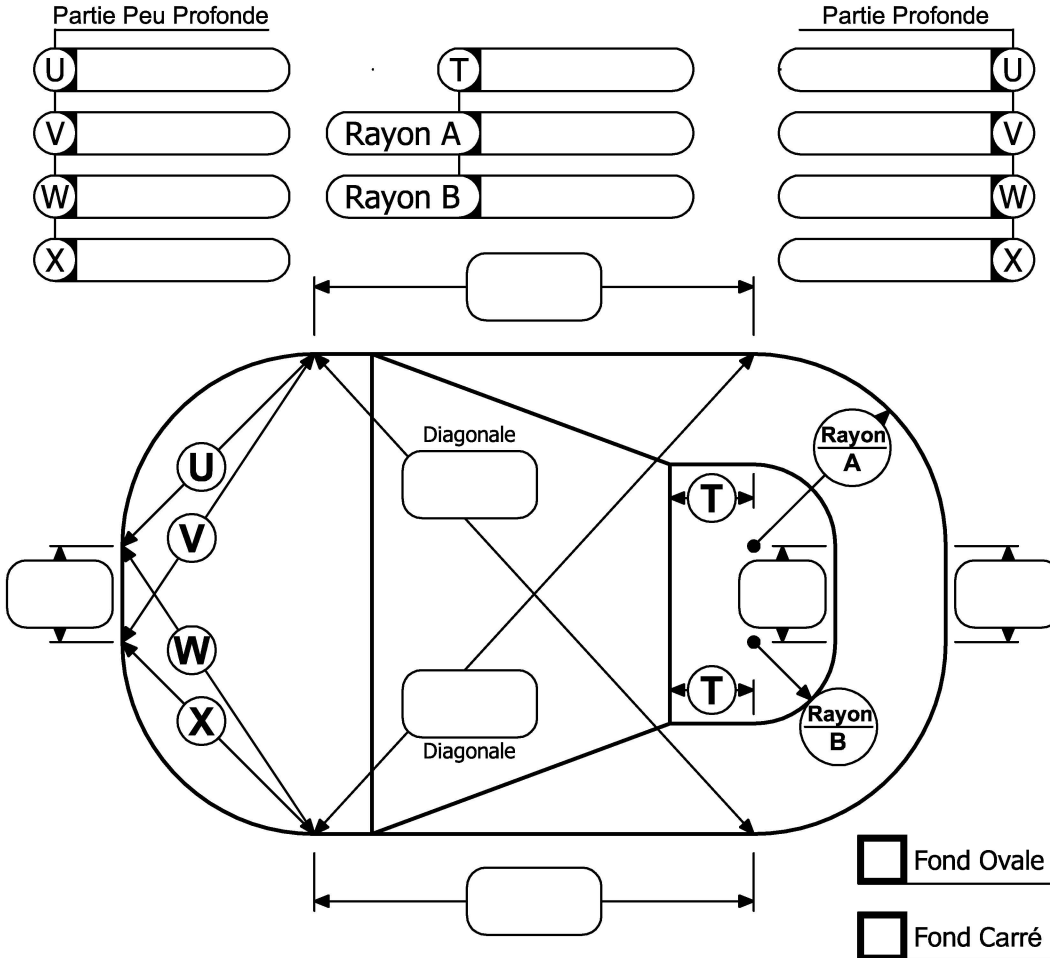 Partie Peu Profonde
Partie Profonde
U
T
U
V
Rayon A
V
W
Rayon B
W
X
X
Diagonale
Rayon
A
U
T
V
W
T
X
Rayon
B
Diagonale
Fond Ovale
Fond Carré